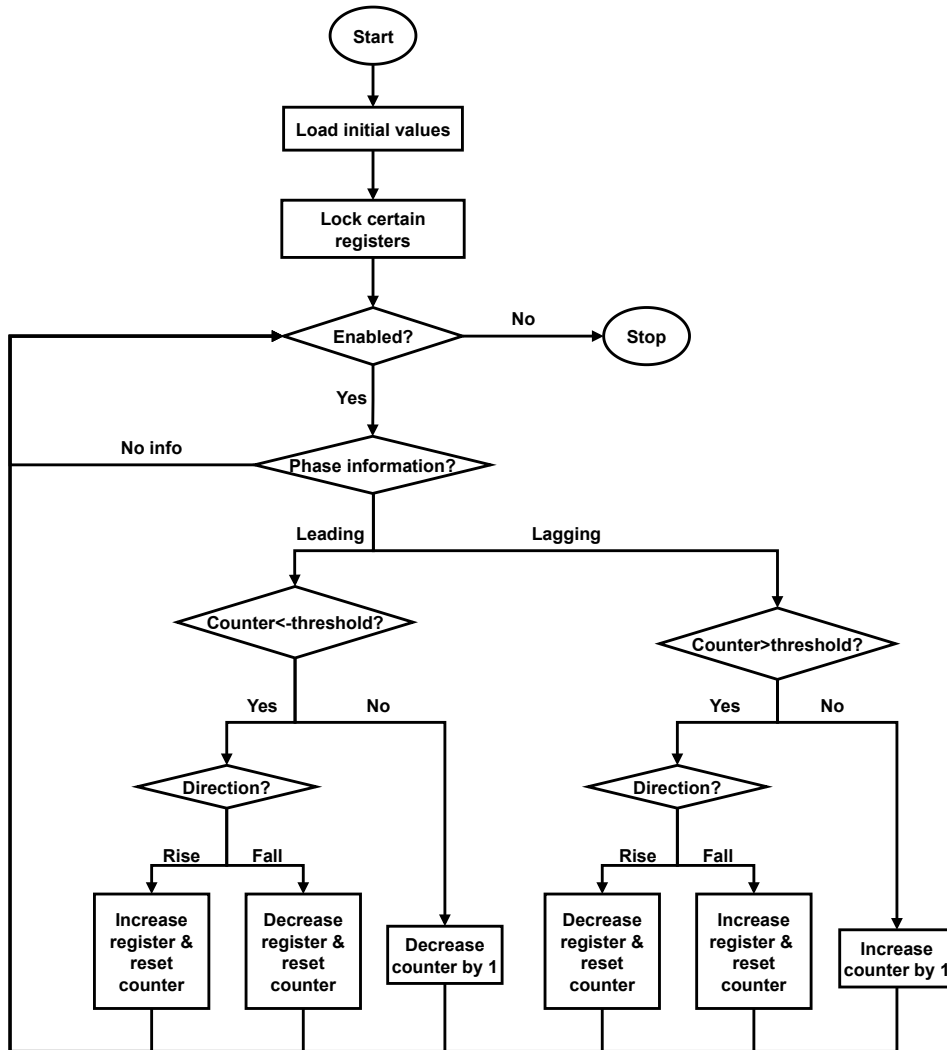 Start
Load initial values
Lock certain
registers
Enabled?
No
Stop
Yes
No info
Phase information?
Leading
Lagging
Counter<-threshold?
Counter>threshold?
Yes
No
Yes
No
Direction?
Direction?
Rise
Fall
Rise
Fall
Increase
register &
reset
counter
Decrease
register &
reset
counter
Decrease
counter by 1
Decrease
register &
reset
counter
Increase
register &
reset
counter
Increase
counter by 1